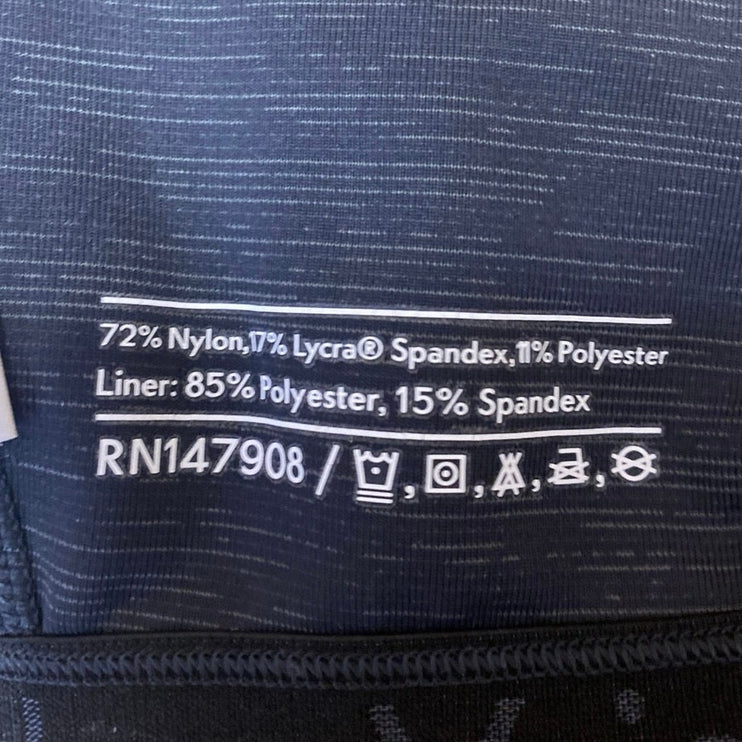 72% Nylon,17% Lycra® Spandex,11% Polyester
Liner: 85% Polyester, 15% Spandex
RN147908 / , , , ,